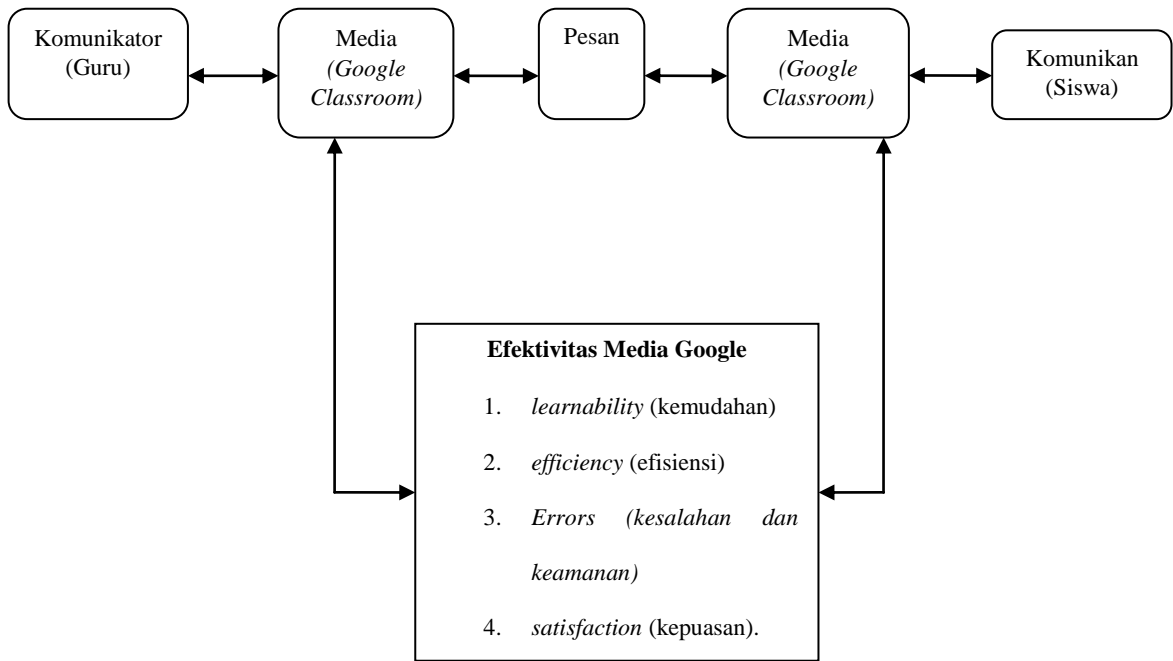 Komunikator
(Guru)
Media
(Google
Classroom)
Pesan
Media
(Google
Classroom)
Komunikan
(Siswa)
Efektivitas Media Google
1. learnability (kemudahan)
2. efficiency (efisiensi)
3. Errors (kesalahan dan
keamanan)
4. satisfaction (kepuasan).